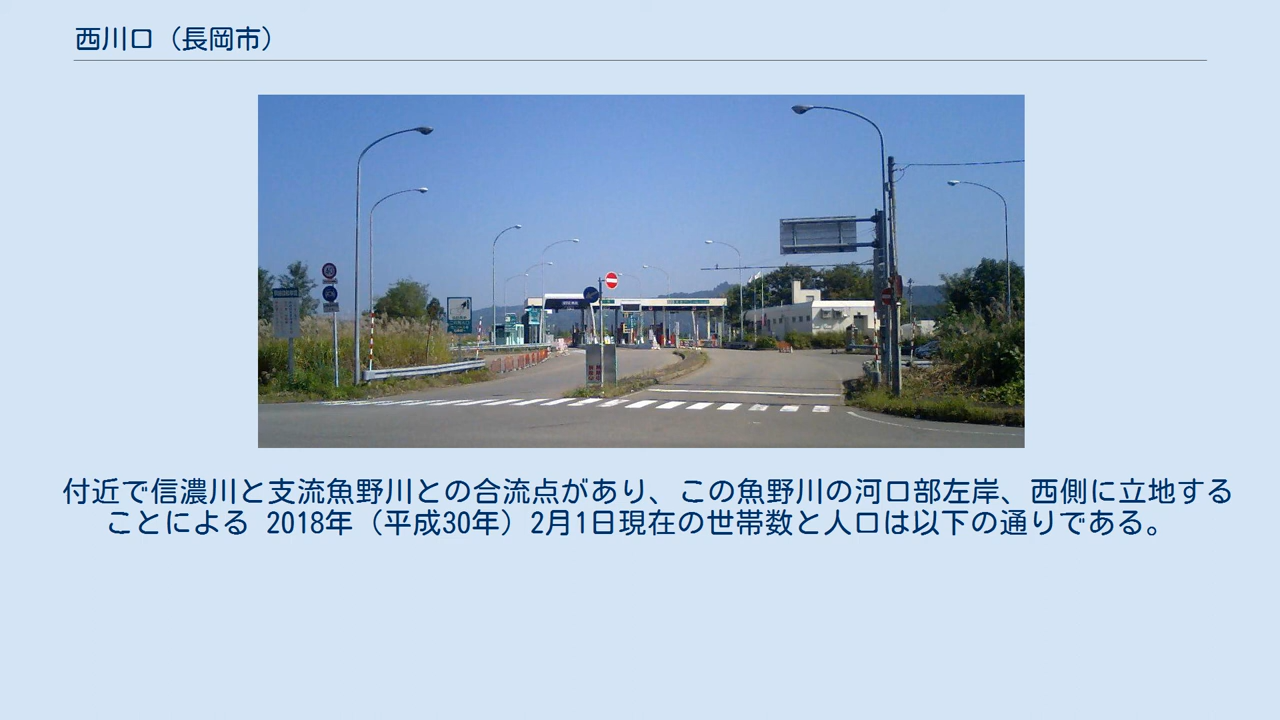 西川口（長岡市）
付近で信濃川と支流魚野川との合流点があり、この魚野川の河口部左岸、西側に立地する
ことによる 2018年（平成30年）2月1日現在の世帯数と人口は以下の通りである。